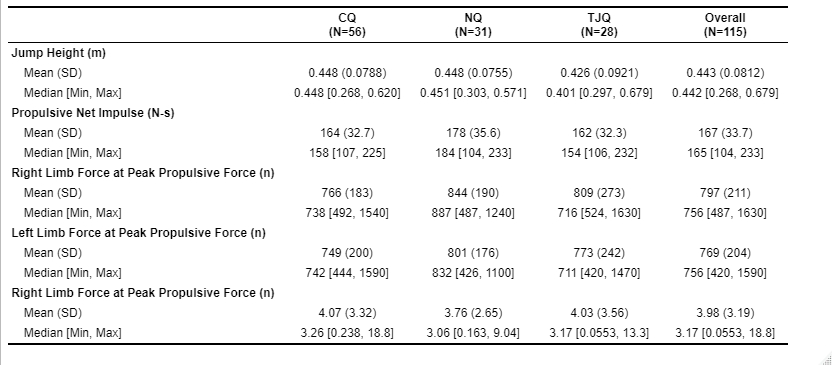 CQ NQ TJQ Overall
(N=56) (N=31) (N=28) (N=115)
Jump Height (m)
Mean (SD) 0.448 (0.0788) 0.448 (0.0755) 0.426 (0.0921) 0.443 (0.0812)
Median [Min, Max] 0.448 [0.268, 0.620] 0.451 [0.303, 0.571] 0.401 [0.297, 0.679] 0.442 [0.268, 0.679]
Propulsive Net Impulse (N-s)
Mean (SD) 164 (32.7) 178 (35.6) 162 (32.3) 167 (33.7)
Median [Min, Max] 158 [107, 225] 184 [104, 233] 154 [106, 232] 165 [104, 233]
Right Limb Force at Peak Propulsive Force (n)
Mean (SD) 766 (183) 844 (190) 809 (273) 797 (211)
Median [Min, Max] 738 [492, 1540] 887 [487, 1240] 716 [524, 1630] 756 [487, 1630]
Left Limb Force at Peak Propulsive Force (n)
Mean (SD) 749 (200) 801 (176) 773 (242) 769 (204)
Median [Min, Max] 742 [444, 1590] 832 [426, 1100] 711 [420, 1470] 756 [420, 1590]
Right Limb Force at Peak Propulsive Force (n)
Mean (SD) 4.07 (3.32) 3.76 (2.65) 4.03 (3.56) 3.98 (3.19)
Median [Min, Max] 3.26 [0.238, 18.8] 3.06 [0.163, 9.04] 3.17 [0.0553, 13.3] 3.17 [0.0553, 18.8]